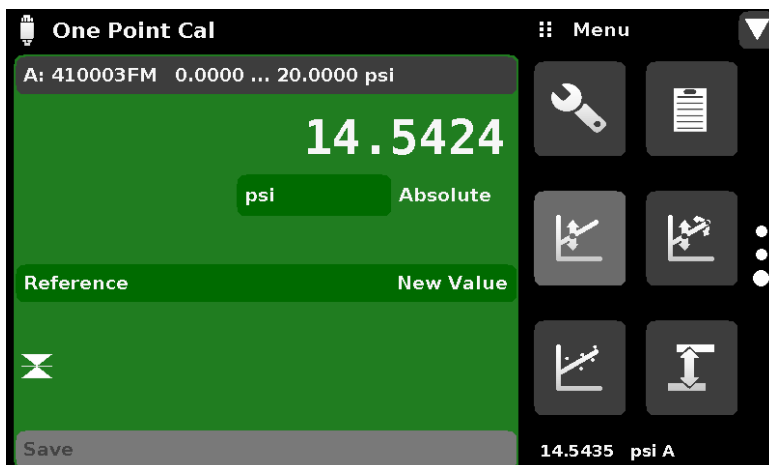 One Point Cal
Menu
A: 410003FM 0.0000 ... 20.0000 psi
14.5424
psi Absolute
Reference New Value
Save
14.5435 psi A